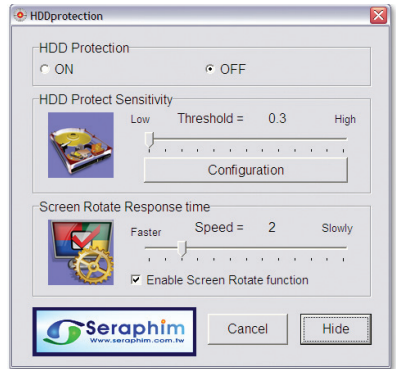 HDDprotection
HDD Protection
ON OFF
HDD Protect Sensitivity
Low Threshold = 0.3 High
Configuration
Screen Rotate Response time
Faster Speed = 2 Slowly
Enable Screen Rotate function
Seraphim
Www.seraphim.com.tw
Cancel Hide